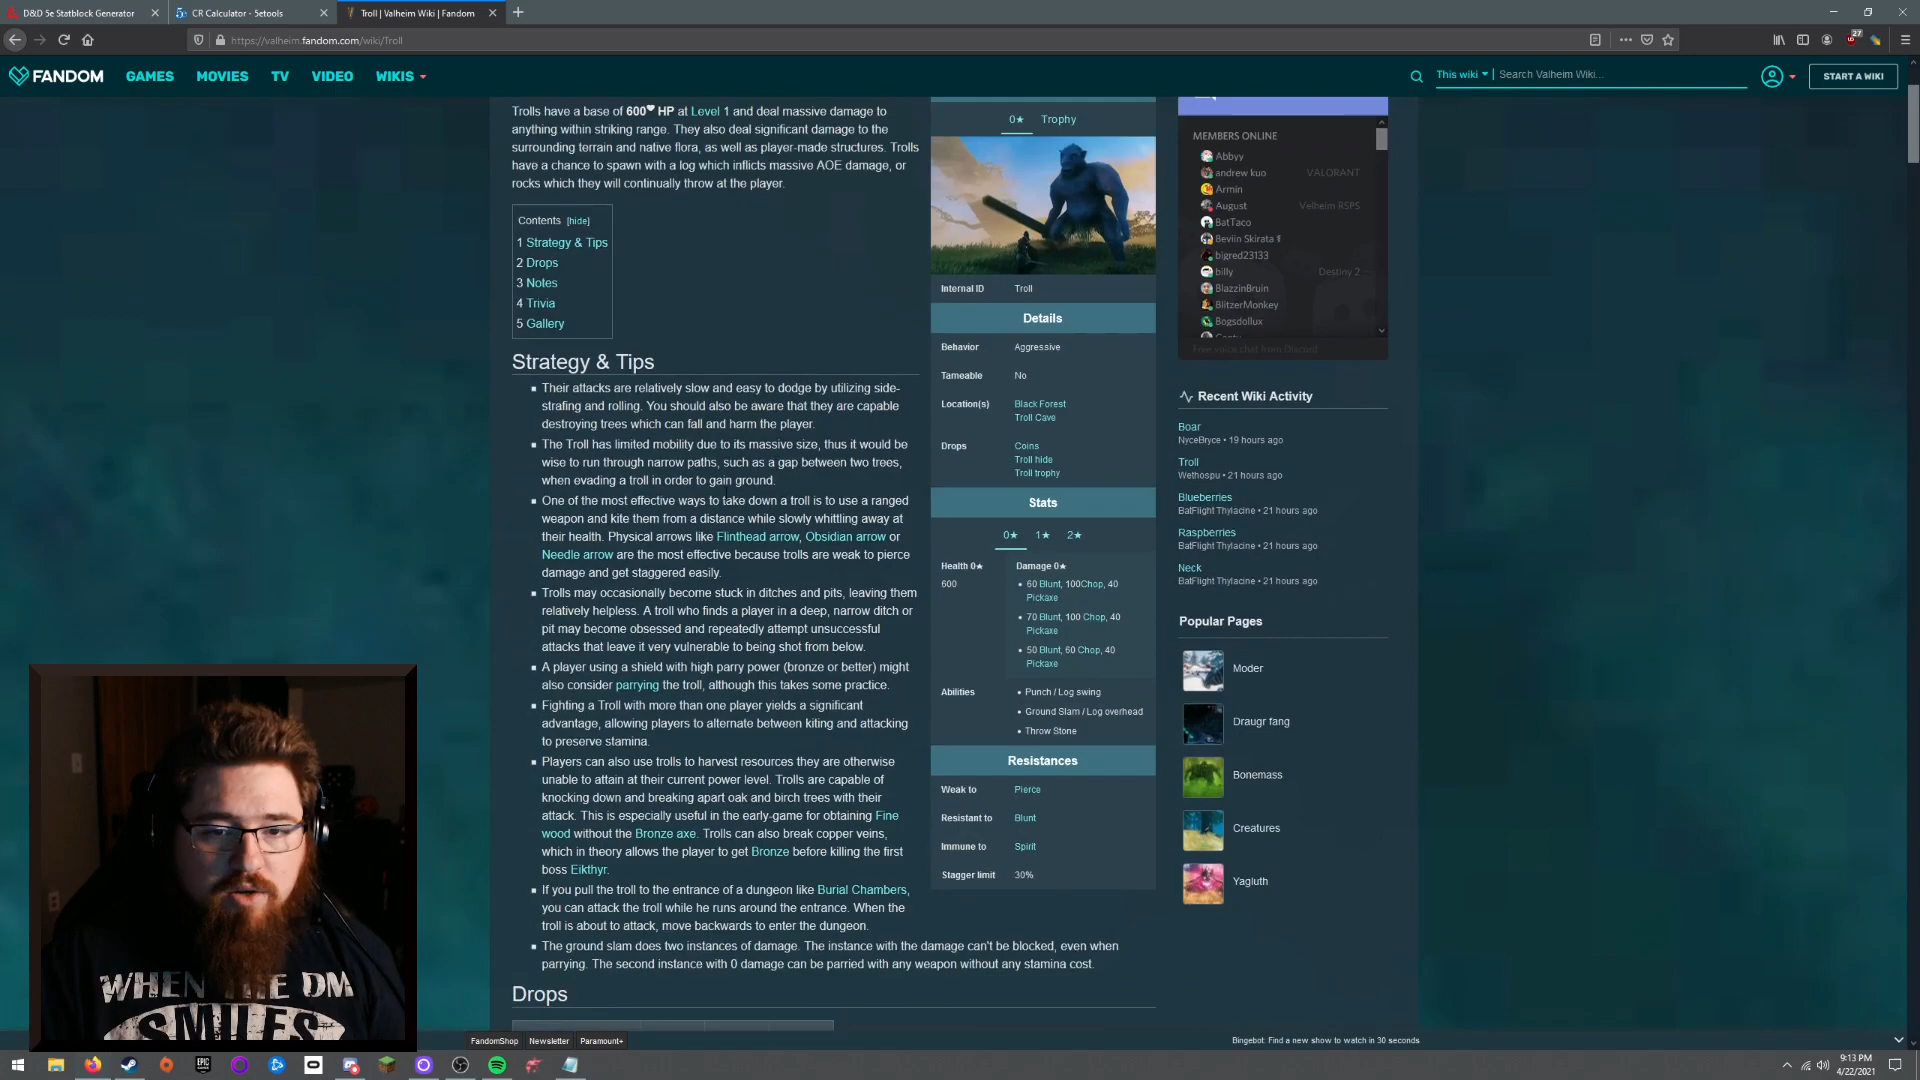 D&D 5e Statblock Generator
CR Calculator - 5etools
Troll | Valheim Wiki | Fandom
https://valheim.fandom.com/wiki/Troll
27
FANDOM
GAMES
MOVIES
TV
VIDEO
WIKIS
This wiki
Search Valheim Wiki...
START A WIKI
Trolls have a base of 600 HP at Level 1 and deal massive damage to
anything within striking range. They also deal significant damage to the
surrounding terrain and native flora, as well as player-made structures. Trolls
have a chance to spawn with a log which inflicts massive AOE damage, or
rocks which they will continually throw at the player.
Contents [hide]
1 Strategy & Tips
2 Drops
3 Notes
4 Trivia
5 Gallery
Strategy & Tips
Their attacks are relatively slow and easy to dodge by utilizing side-
strafing and rolling. You should also be aware that they are capable
destroying trees which can fall and harm the player.
The Troll has limited mobility due to its massive size, thus it would be
wise to run through narrow paths, such as a gap between two trees,
when evading a troll in order to gain ground.
One of the most effective ways to take down a troll is to use a ranged
weapon and kite them from a distance while slowly whittling away at
their health. Physical arrows like Flinthead arrow, Obsidian arrow or
Needle arrow are the most effective because trolls are weak to pierce
damage and get staggered easily.
Trolls may occasionally become stuck in ditches and pits, leaving them
relatively helpless. A troll who finds a player in a deep, narrow ditch or
pit may become obsessed and repeatedly attempt unsuccessful
attacks that leave it very vulnerable to being shot from below.
A player using a shield with high parry power (bronze or better) might
also consider parrying the troll, although this takes some practice.
Fighting a Troll with more than one player yields a significant
advantage, allowing players to alternate between kiting and attacking
to preserve stamina.
Players can also use trolls to harvest resources they are otherwise
unable to attain at their current power level. Trolls are capable of
knocking down and breaking apart oak and birch trees with their
attack. This is especially useful in the early-game for obtaining Fine
wood without the Bronze axe. Trolls can also break copper veins,
which in theory allows the player to get Bronze before killing the first
boss Eikthyr.
If you pull the troll to the entrance of a dungeon like Burial Chambers,
you can attack the troll while he runs around the entrance. When the
troll is about to attack, move backwards to enter the dungeon.
The ground slam does two instances of damage. The instance with the damage can't be blocked, even when
parrying. The second instance with 0 damage can be parried with any weapon without any stamina cost.
Drops
0★ Trophy
Internal ID Troll
Details
Behavior Aggressive
Tameable No
Location(s) Black Forest
Troll Cave
Drops Coins
Troll hide
Troll trophy
Stats
0★ 1★ 2★
Health 0★ Damage 0★
600
60 Blunt, 100Chop, 40
Pickaxe
70 Blunt, 100 Chop, 40
Pickaxe
50 Blunt, 60 Chop, 40
Pickaxe
Abilities
Punch / Log swing
Ground Slam / Log overhead
Throw Stone
Resistances
Weak to Pierce
Resistant to Blunt
Immune to Spirit
Stagger limit 30%
MEMBERS ONLINE
Abbyy
andrew kuo VALORANT
Armin
August Velheim RSPS
BatTaco
Beviin Skirata
bigred23133
billy Destiny 2
BlazzinBruin
BlitzerMonkey
Bogsdollux
Free voice chat from Discord
Recent Wiki Activity
Boar
NyceBryce • 19 hours ago
Troll
Wethospu • 21 hours ago
Blueberries
BatFlight Thylacine • 21 hours ago
Raspberries
BatFlight Thylacine • 21 hours ago
Neck
BatFlight Thylacine • 21 hours ago
Popular Pages
Moder
Draugr fang
Bonemass
Creatures
Yagluth
WHEN THE DM
SMILES
FandomShop
Newsletter
Paramount+
Bingebot: Find a new show to watch in 30 seconds
EPIC
9:13 PM
4/22/2021